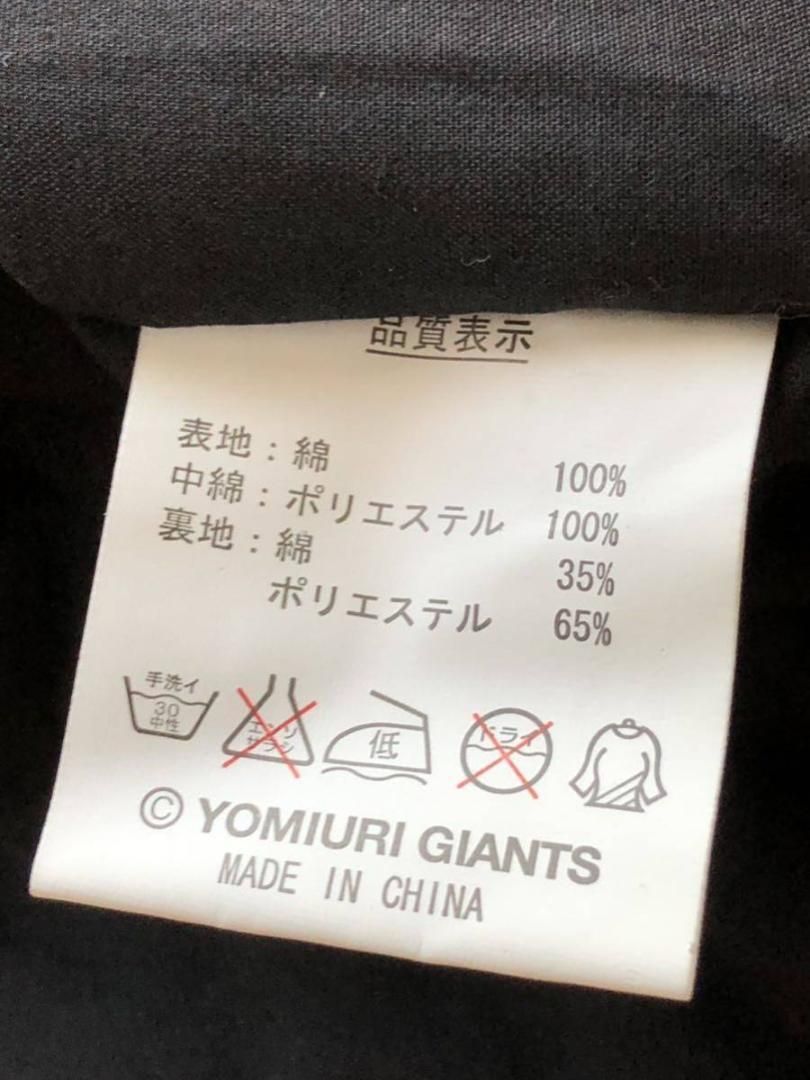 品質表示
表地：綿 100%
中綿：ポリエステル 100%
裏地：綿 35%
ポリエステル 65%
手洗イ
30
中性
エンソ
サラシ
低
ドライ
© YOMIURI GIANTS
MADE IN CHINA